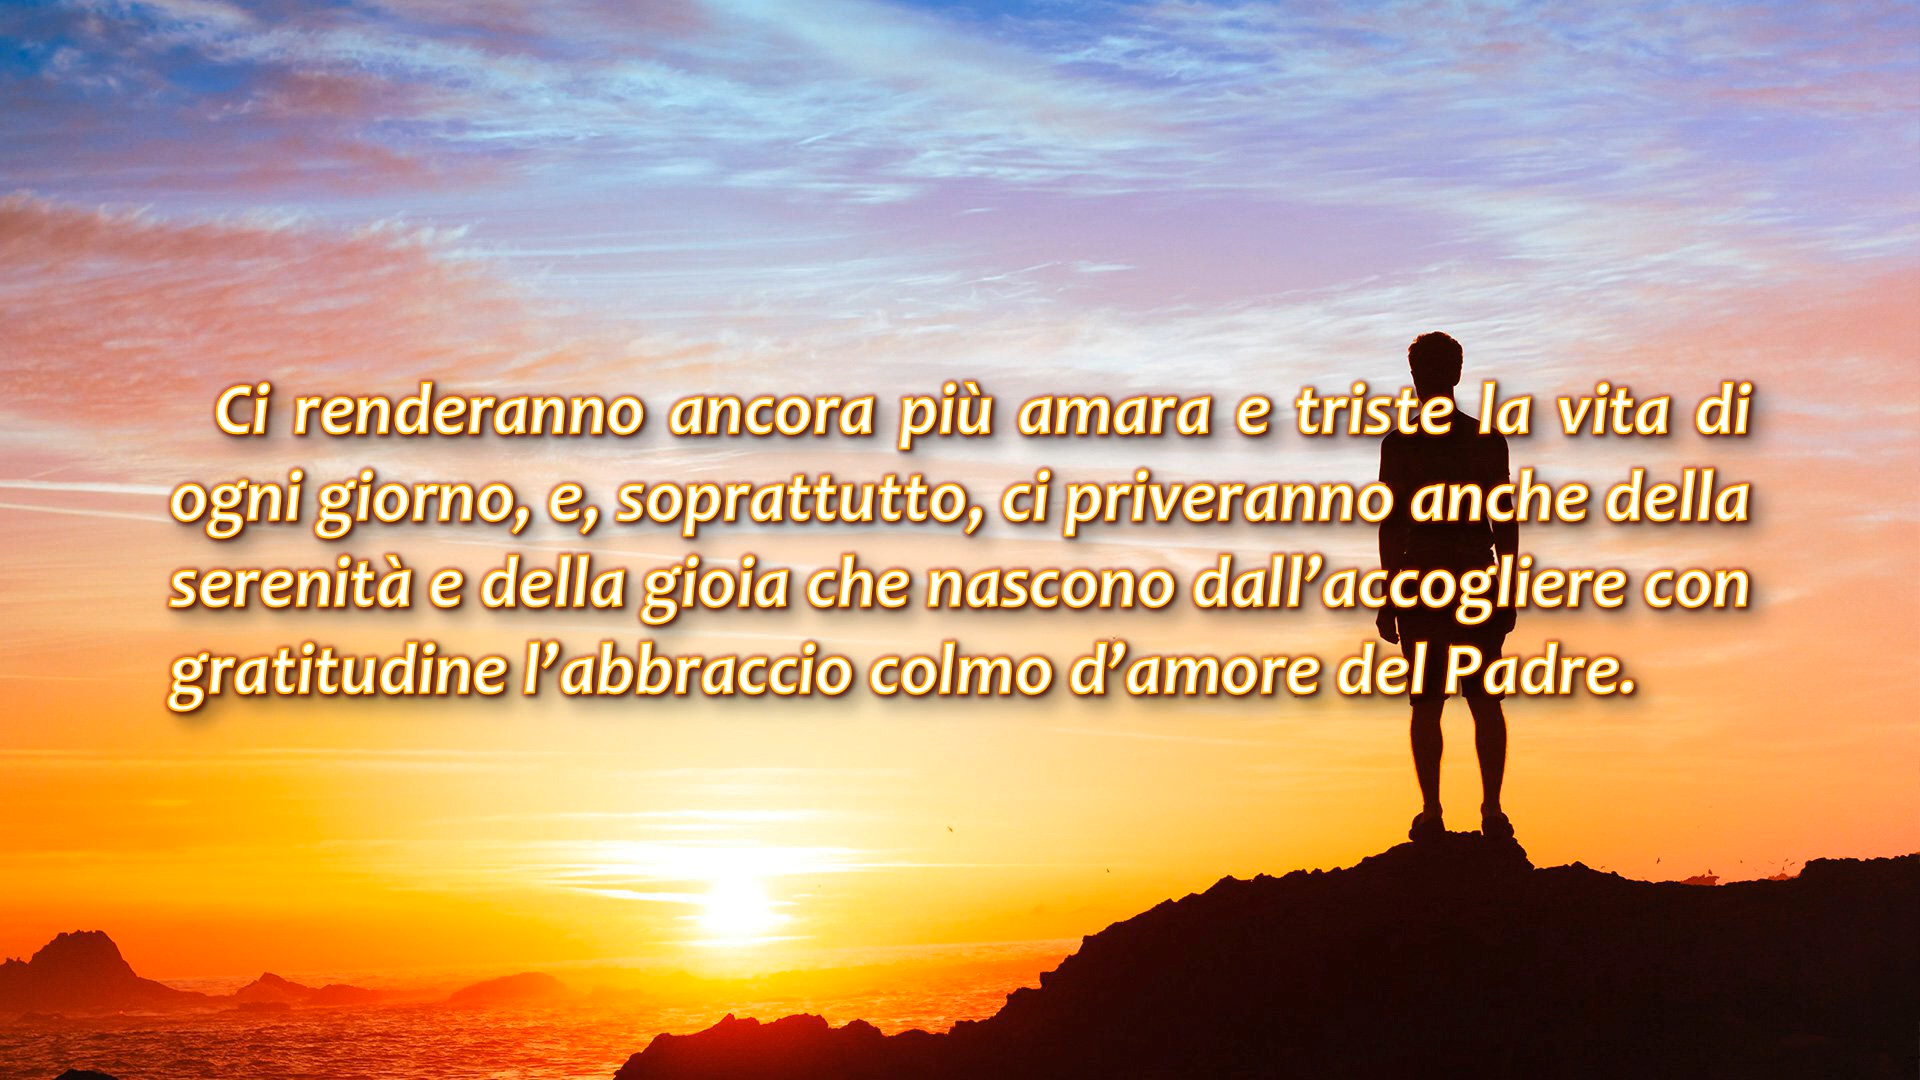 Ci renderanno ancora più amara e triste la vita di
ogni giorno, e, soprattutto, ci priveranno anche della
serenità e della gioia che nascono dall’accogliere con
gratitudine l’abbraccio colmo d’amore del Padre.